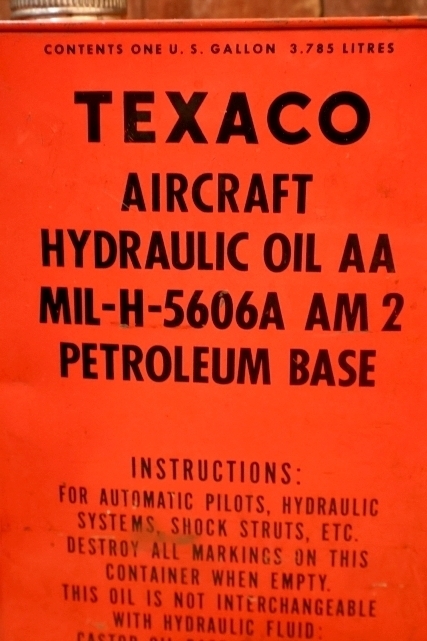 CONTENTS ONE U. S. GALLON 3.785 LITRES
TEXACO
AIRCRAFT
HYDRAULIC OIL AA
MIL-H-5606A AM 2
PETROLEUM BASE
INSTRUCTIONS:
FOR AUTOMATIC PILOTS, HYDRAULIC
SYSTEMS, SHOCK STRUTS, ETC.
DESTROY ALL MARKINGS ON THIS
CONTAINER WHEN EMPTY.
THIS OIL IS NOT INTERCHANGEABLE
WITH HYDRAULIC FLUID:
CASTOR OIL